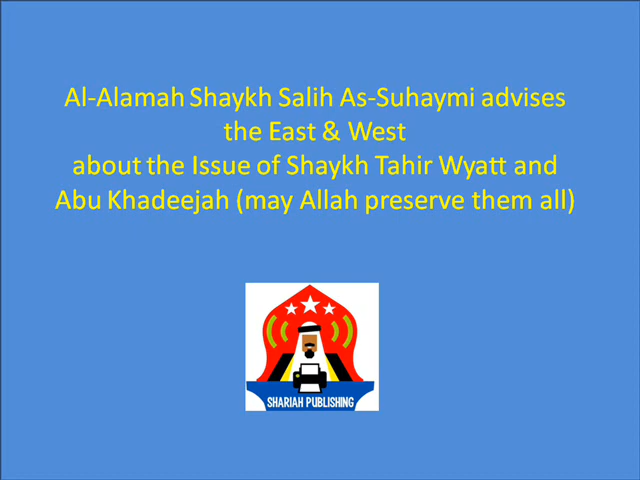 Al-Alamah Shaykh Salih As-Suhaymi advises
the East & West
about the Issue of Shaykh Tahir Wyatt and
Abu Khadeejah (may Allah preserve them all)
SHARIAH PUBLISHING